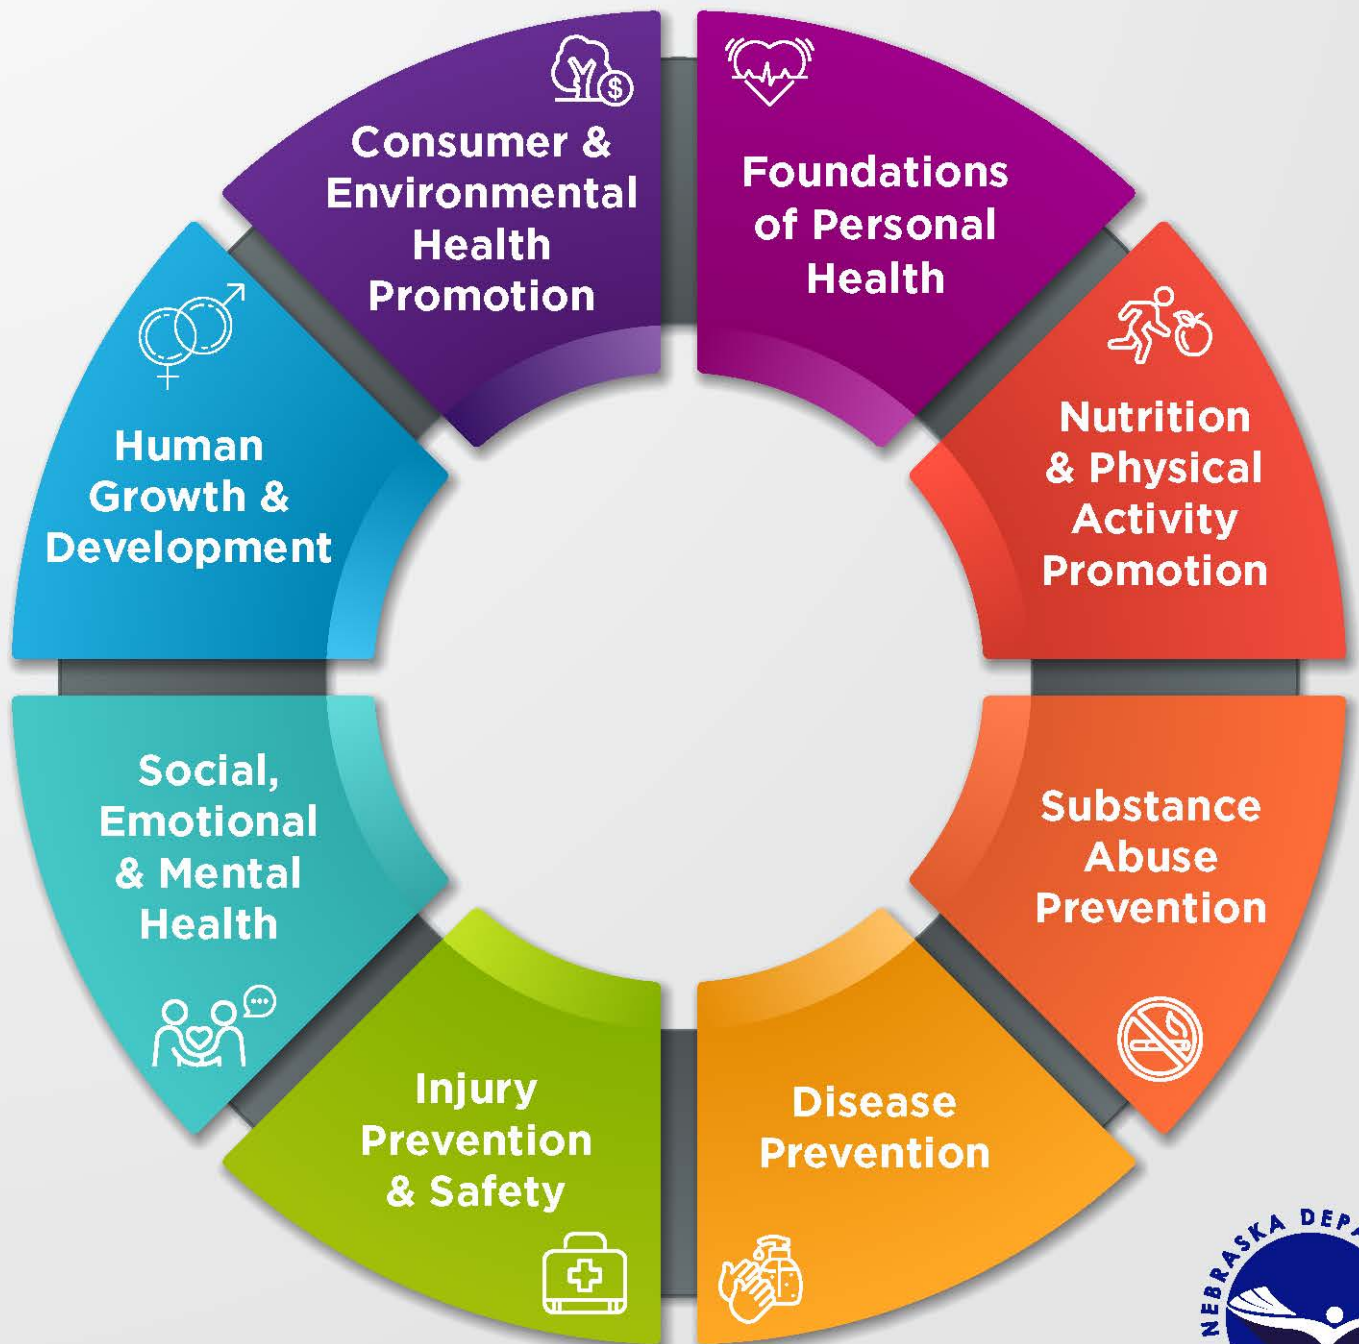 Consumer &
Environmental
Health
Promotion
$
Foundations
of Personal
Health
Nutrition
& Physical
Activity
Promotion
Substance
Abuse
Prevention
Disease
Prevention
Injury
Prevention
& Safety
Social,
Emotional
& Mental
Health
Human
Growth &
Development
NEBRASKA